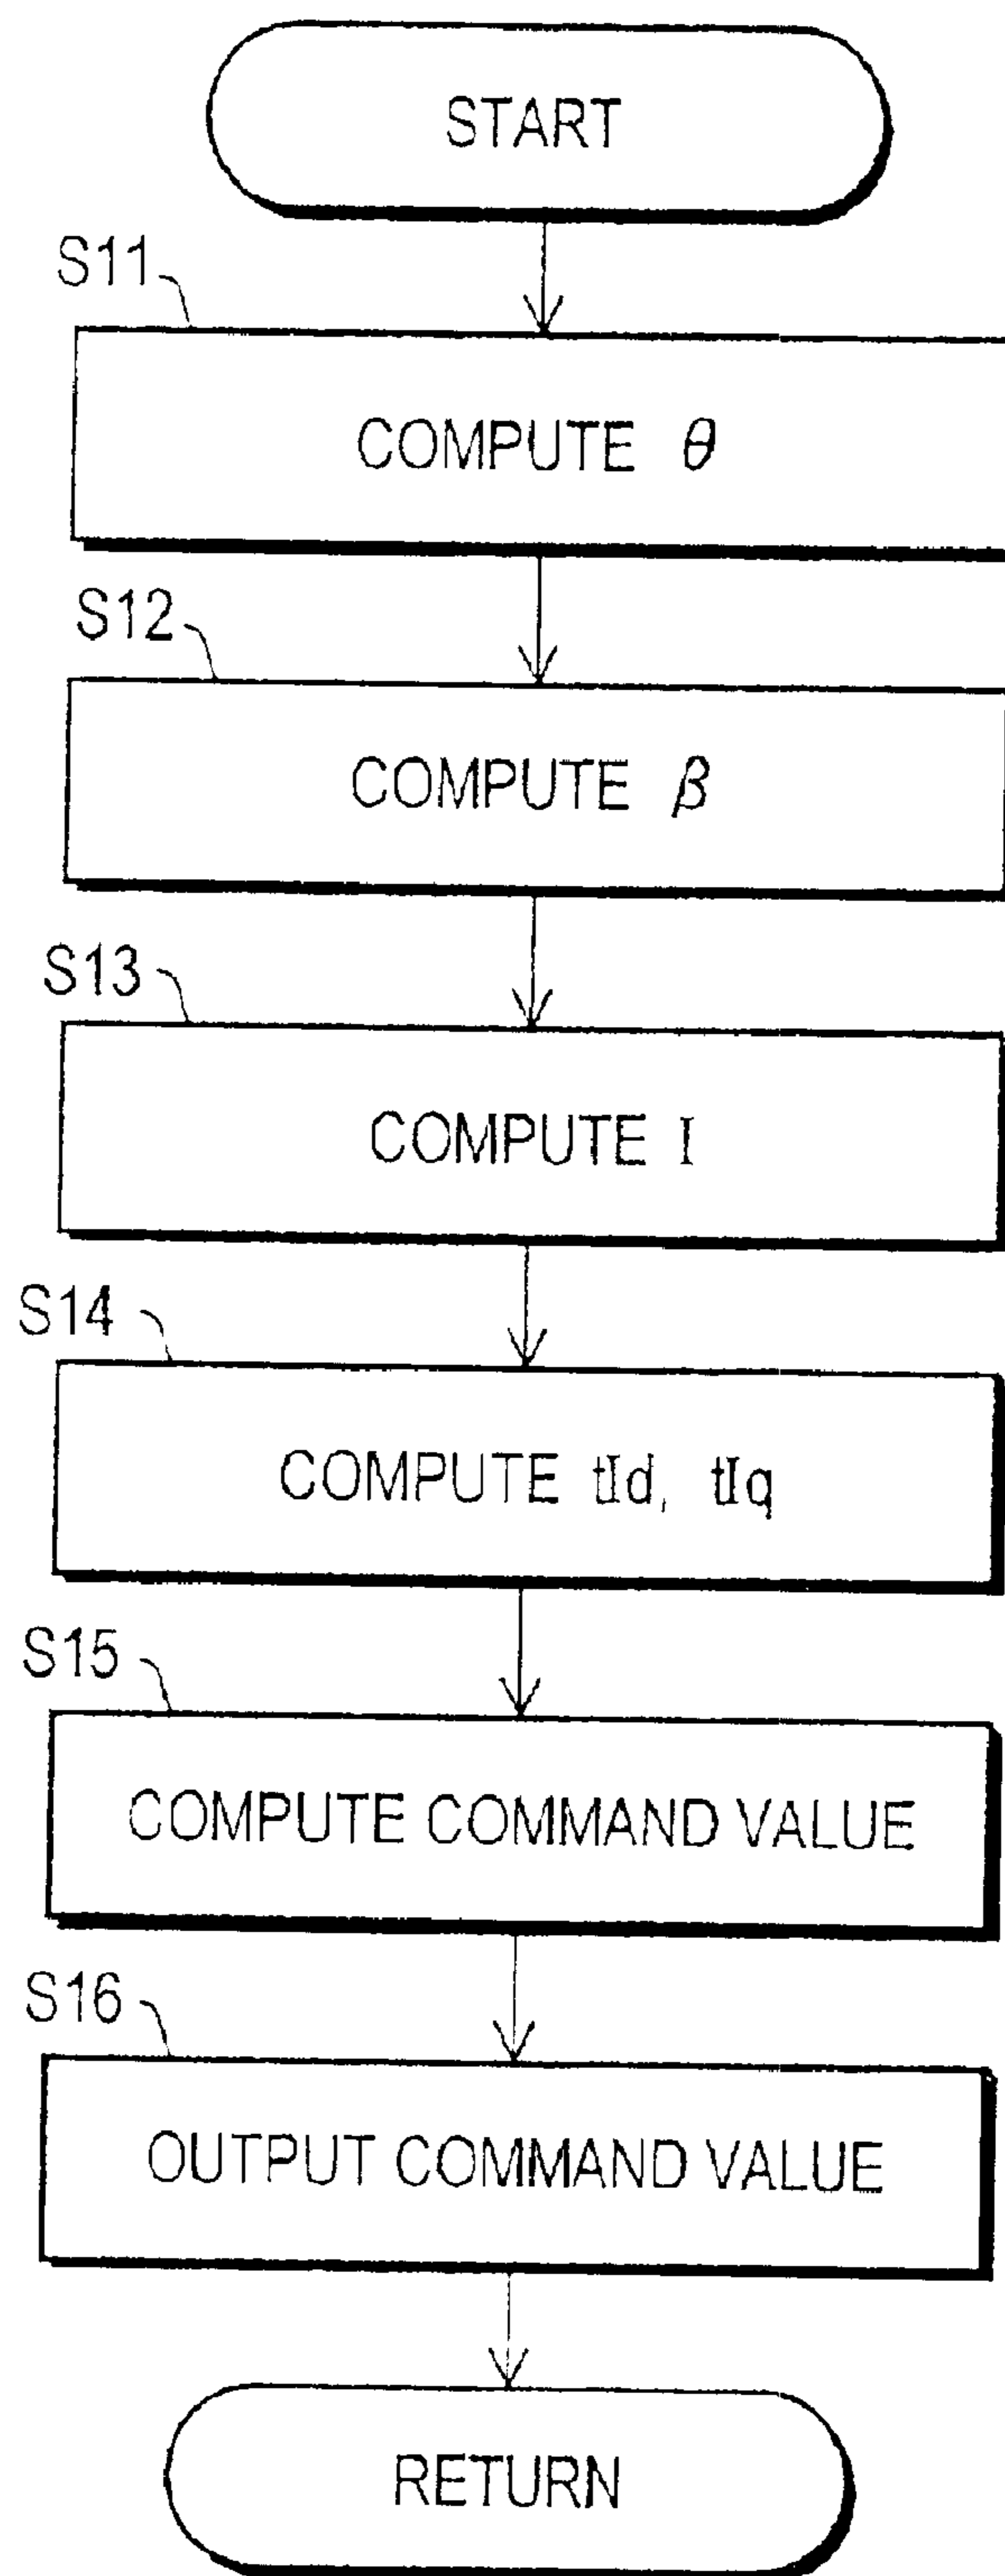 START
S11
COMPUTE θ
S12
COMPUTE β
S13
COMPUTE I
S14
COMPUTE tId, tIq
S15
COMPUTE COMMAND VALUE
S16
OUTPUT COMMAND VALUE
RETURN